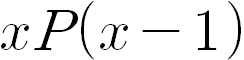 xP(x − 1)